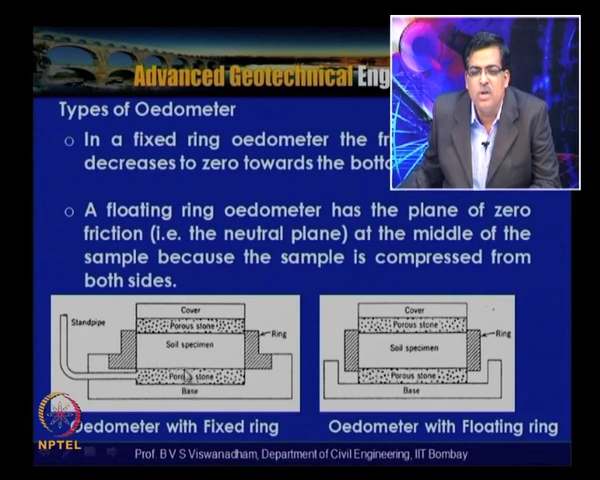 Advanced Geotechnical Eng
Types of Oedometer
In a fixed ring oedometer the fr
decreases to zero towards the botto
A floating ring oedometer has the plane of zero
friction (i.e. the neutral plane) at the middle of the
sample because the sample is compressed from
both sides.
Standpipe
Cover
Porous stone
Ring
Soil specimen
Porous stone
Base
Cover
Porous stone
Ring
Soil specimen
Porous stone
Base
Oedometer with Fixed ring
Oedometer with Floating ring
NPTEL
Prof. B V S Viswanadham, Department of Civil Engineering, IIT Bombay